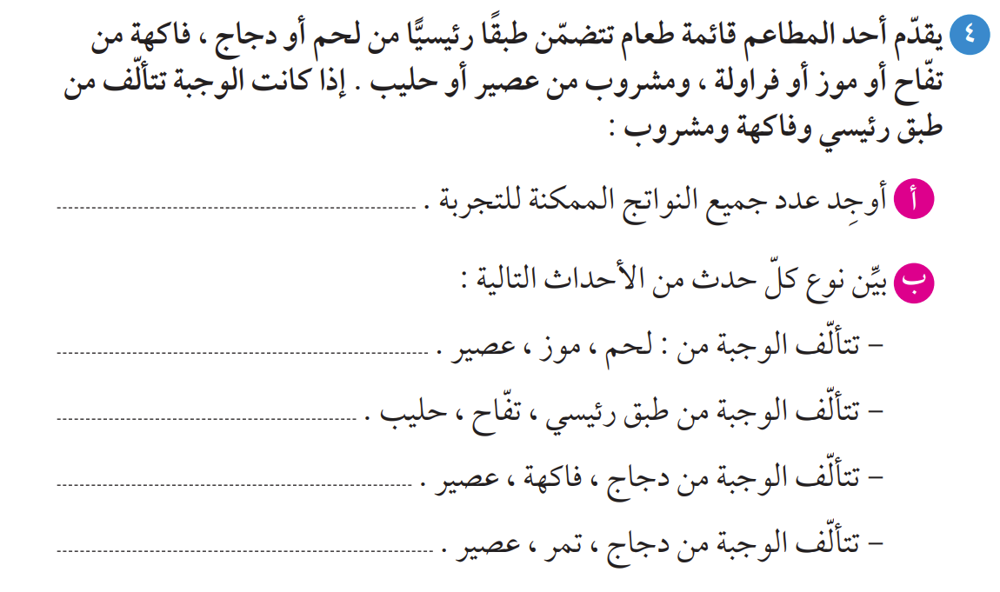 ٤ يقدّم أحد المطاعم قائمة طعام تتضمّن طبقًا رئيسيًّا من لحم أو دجاج ، فاكهة من
تفّاح أو موز أو فراولة ، ومشروب من عصير أو حليب . إذا كانت الوجبة تتألّف من
طبق رئيسي وفاكهة ومشروب :
أ أوجِد عدد جميع النواتج الممكنة للتجربة .
ب بيِّن نوع كلّ حدث من الأحداث التالية :
– تتألّف الوجبة من : لحم ، موز ، عصير .
– تتألّف الوجبة من طبق رئيسي ، تفّاح ، حليب .
– تتألّف الوجبة من دجاج ، فاكهة ، عصير .
– تتألّف الوجبة من دجاج ، تمر ، عصير .